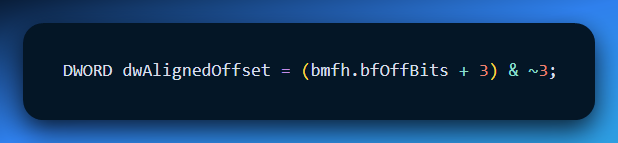 DWORD dwAlignedOffset = (bmfh.bfOffBits + 3) & ~3;